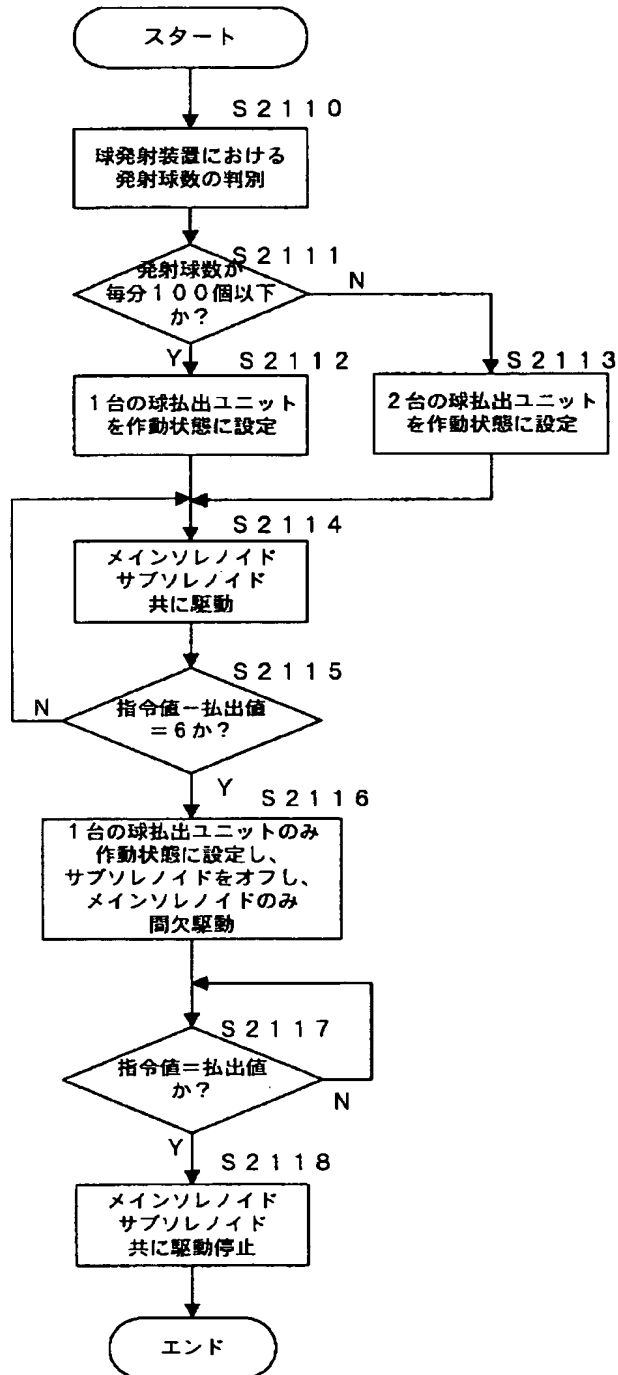 スタート
S2110
球発射装置における
発射球数の判別
S2111
発射球数が
毎分100個以下
か?
N
Y
S2112
1台の球払出ユニット
を作動状態に設定
S2113
2台の球払出ユニット
を作動状態に設定
S2114
メインソレノイド
サブソレノイド
共に駆動
S2115
指令値−払出値
=6か?
N
Y
S2116
1台の球払出ユニットのみ
作動状態に設定し、
サブソレノイドをオフし、
メインソレノイドのみ
間欠駆動
S2117
指令値=払出値
か?
N
Y
S2118
メインソレノイド
サブソレノイド
共に駆動停止
エンド